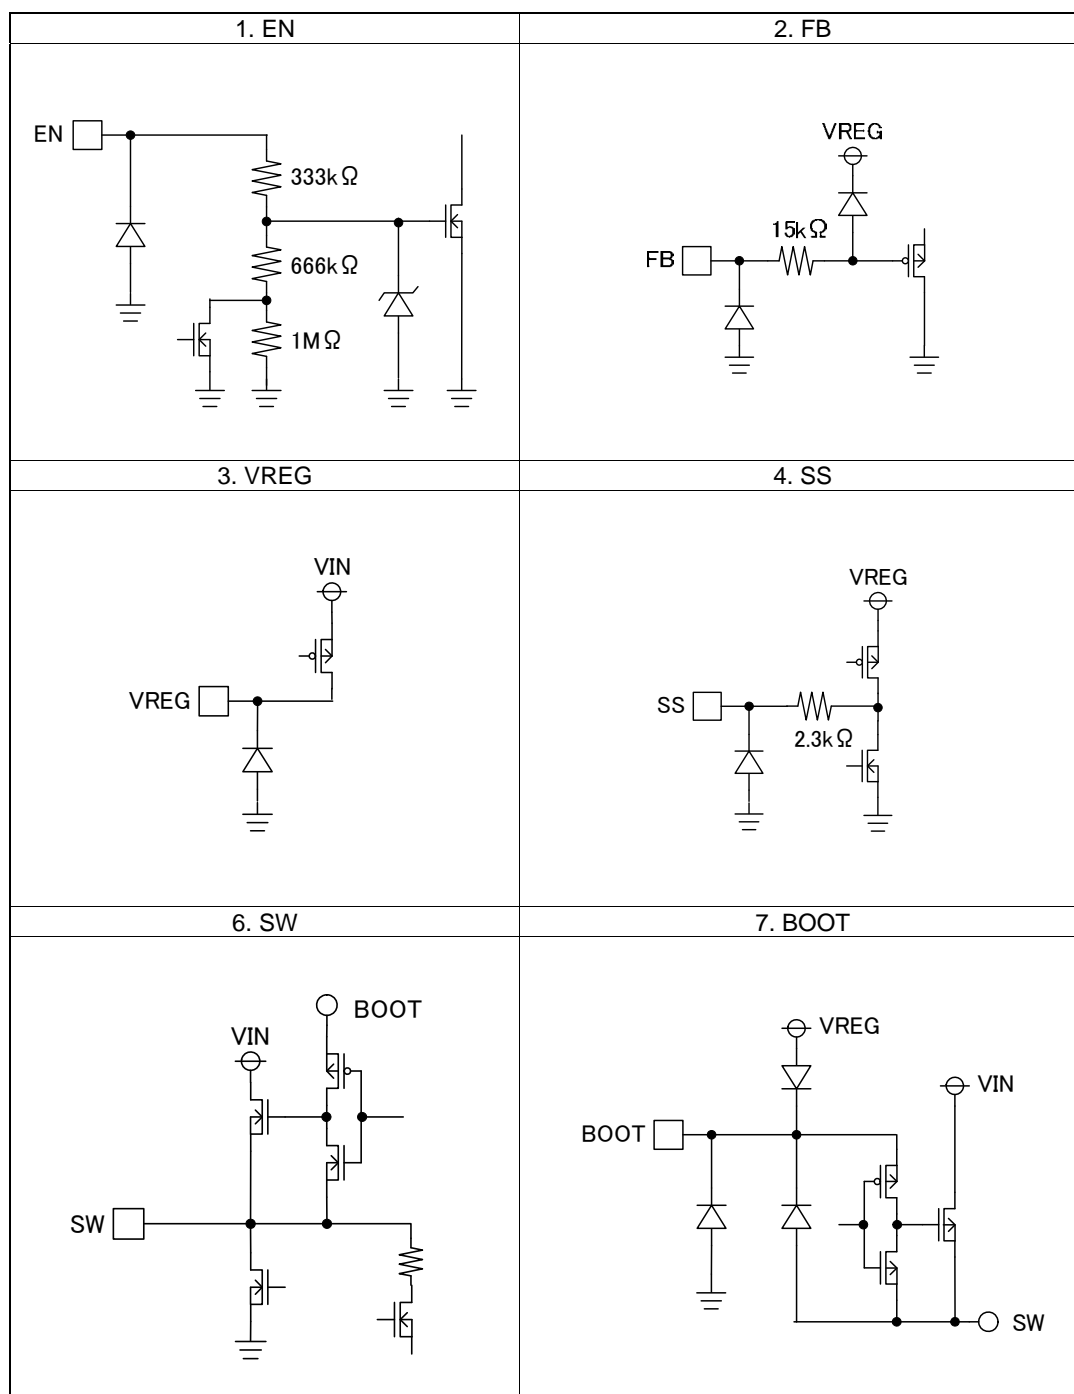 1. EN
2. FB
EN
333kΩ
666kΩ
1MΩ
VREG
15kΩ
FB
3. VREG
4. SS
VIN
VREG
VREG
SS
2.3kΩ
6. SW
7. BOOT
BOOT
VIN
SW
VREG
VIN
BOOT
SW